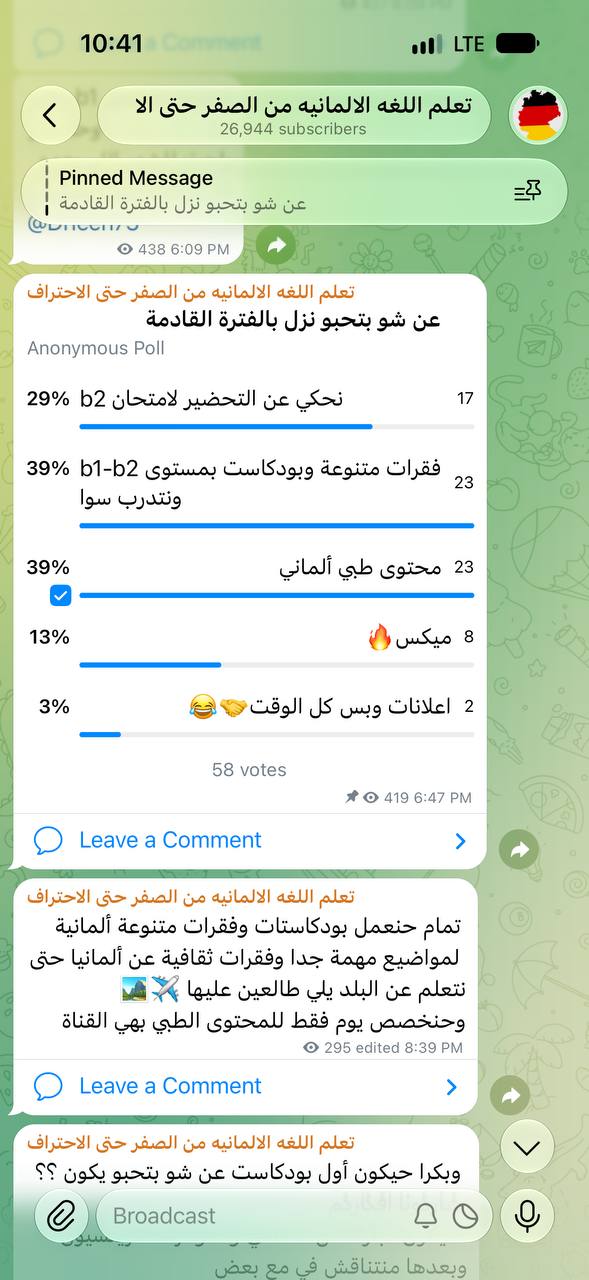 10:41
LTE
تعلم اللغه الالمانيه من الصفر حتى الا
26,944 subscribers
Pinned Message
عن شو بتحبو نزل بالفترة القادمة
438 6:09 PM
تعلم اللغه الالمانيه من الصفر حتى الاحتراف
عن شو بتحبو نزل بالفترة القادمة
Anonymous Poll
29% نحكي عن التحضير لامتحان b2 17
39% فقرات متنوعة وبودكاست بمستوى b1-b2 23
ونتدرب سوا
39% محتوى طبي ألماني 23
13% ميكس🔥 8
3% اعلانات وبس كل الوقت🤝😂 2
58 votes
419 6:47 PM
Leave a Comment
تعلم اللغه الالمانيه من الصفر حتى الاحتراف
تمام حنعمل بودكاستات وفقرات متنوعة ألمانية
لمواضيع مهمة جدا وفقرات ثقافية عن ألمانيا حتى
نتعلم عن البلد يلي طالعين عليها ✈️🏞️
وحنخصص يوم فقط للمحتوى الطبي بهي القناة
295 edited 8:39 PM
Leave a Comment
تعلم اللغه الالمانيه من الصفر حتى الاحتراف
وبكرا حيكون أول بودكاست عن شو بتحبو يكون ؟؟
Broadcast
وبعدها منتناقش في مع بعض